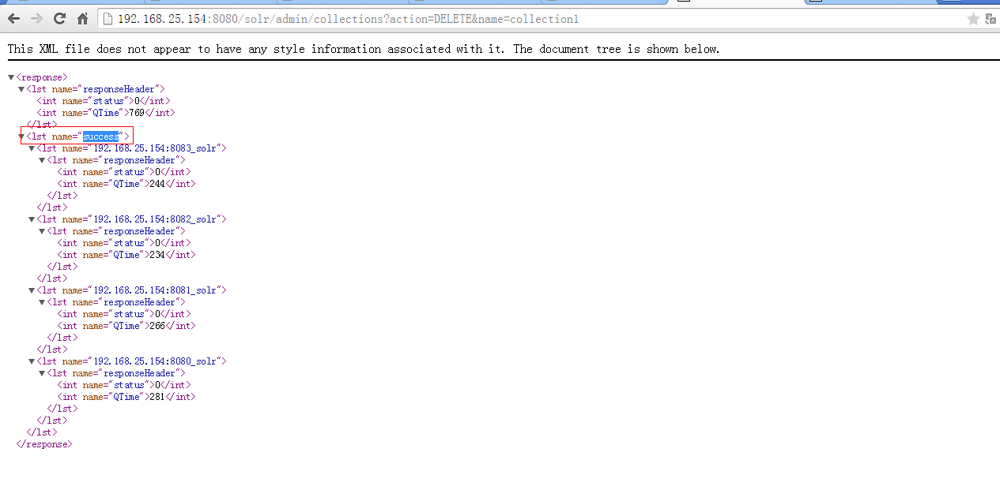 192.168.25.154:8080/solr/admin/collections?action=DELETE&name=collection1
This XML file does not appear to have any style information associated with it. The document tree is shown below.
▼<response>
▼<lst name="responseHeader">
<int name="status">0</int>
<int name="QTime">769</int>
</lst>
▼<lst name="success">
▼<lst name="192.168.25.154:8083_solr">
▼<lst name="responseHeader">
<int name="status">0</int>
<int name="QTime">244</int>
</lst>
</lst>
▼<lst name="192.168.25.154:8082_solr">
▼<lst name="responseHeader">
<int name="status">0</int>
<int name="QTime">234</int>
</lst>
</lst>
▼<lst name="192.168.25.154:8081_solr">
▼<lst name="responseHeader">
<int name="status">0</int>
<int name="QTime">266</int>
</lst>
</lst>
▼<lst name="192.168.25.154:8080_solr">
▼<lst name="responseHeader">
<int name="status">0</int>
<int name="QTime">281</int>
</lst>
</lst>
</lst>
</response>